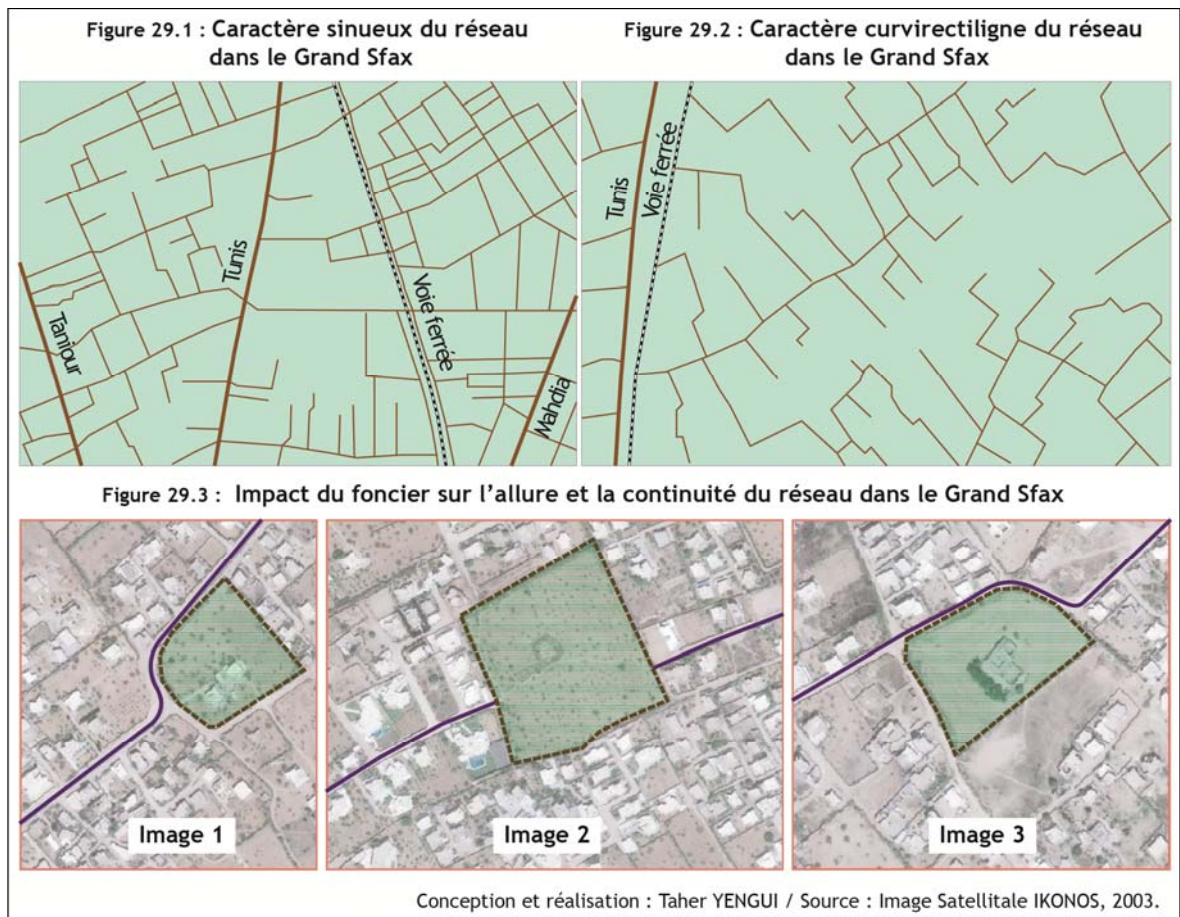 Figure 29.1 : Caractère sinueux du réseau
dans le Grand Sfax
Figure 29.2 : Caractère curvirectiligne du réseau
dans le Grand Sfax
Taniour
Tunis
Voie ferrée
Mahdia
Tunis
Voie ferrée
Figure 29.3 : Impact du foncier sur l'allure et la continuité du réseau dans le Grand Sfax
Image 1
Image 2
Image 3
Conception et réalisation : Taher YENGUI / Source : Image Satellitale IKONOS, 2003.